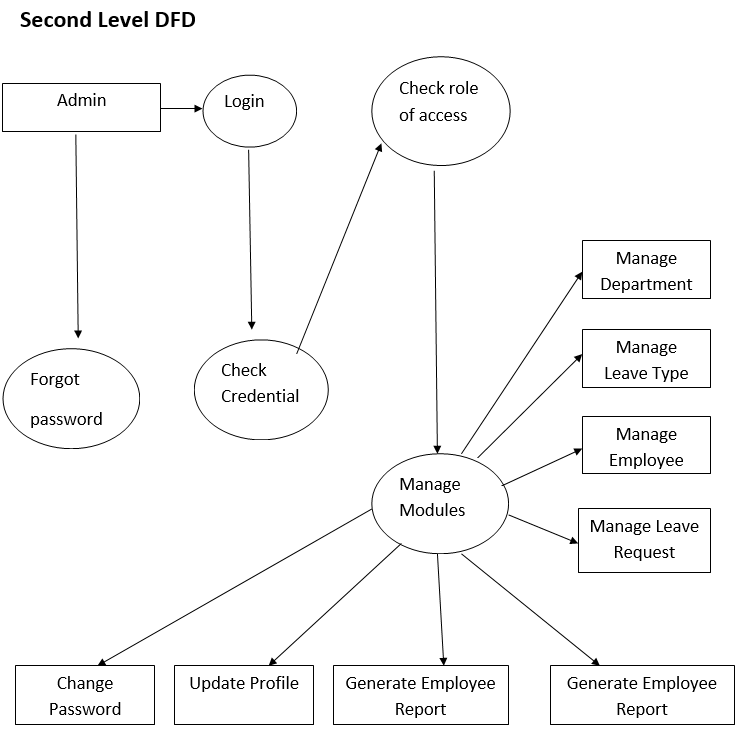 Second Level DFD
Admin
Login
Check role
of access
Manage
Department
Manage
Leave Type
Forgot
password
Check
Credential
Manage
Employee
Manage
Modules
Manage Leave
Request
Change
Password
Update Profile
Generate Employee
Report
Generate Employee
Report